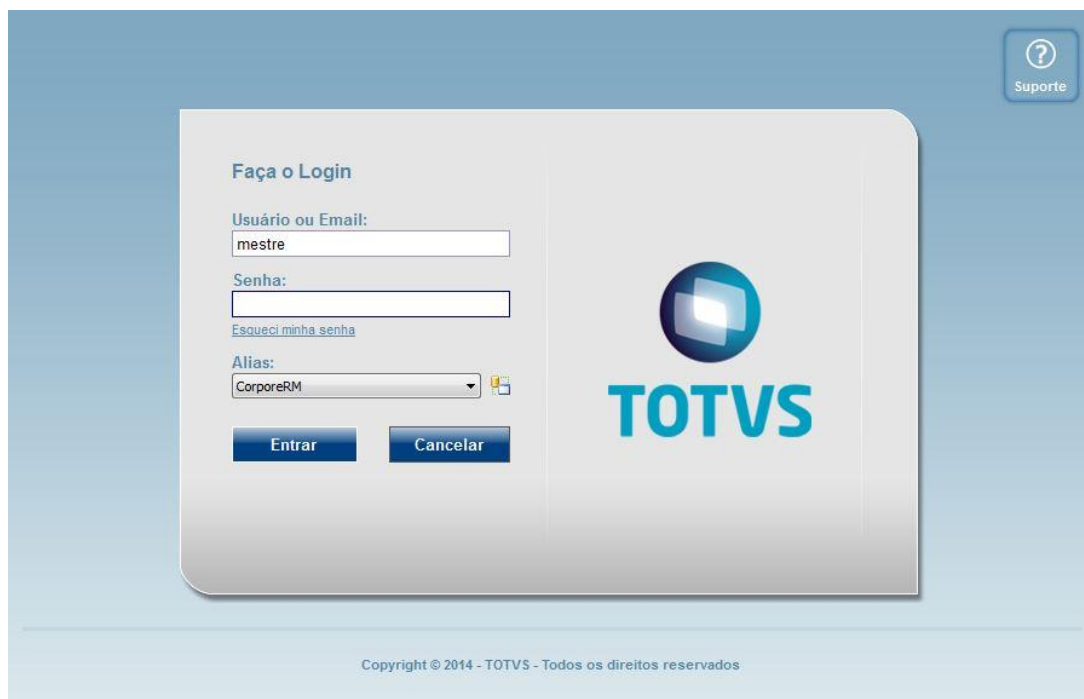 ?
Suporte
Faça o Login
Usuário ou Email:
mestre
Senha:
Esqueci minha senha
Alias:
CorporeRM
Entrar
Cancelar
TOTVS
Copyright © 2014 - TOTVS - Todos os direitos reservados